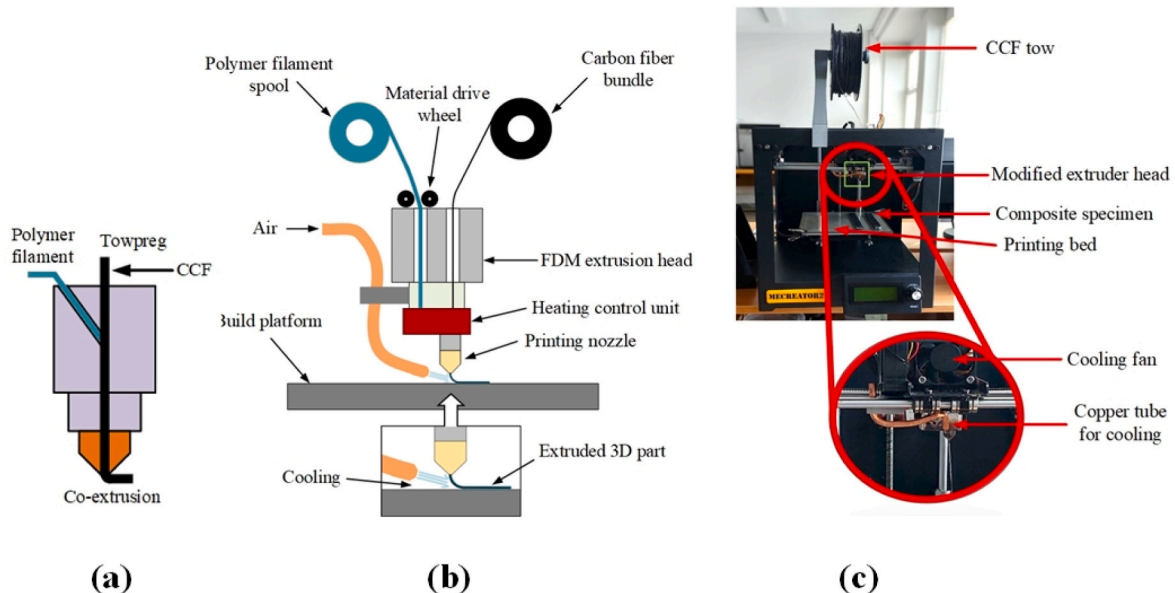 Polymer
filament
Towpreg
CCF
Co-extrusion
(a)
Polymer filament
spool
Material drive
wheel
Carbon fiber
bundle
Air
FDM extrusion head
Heating control unit
Build platform
Printing nozzle
Cooling
Extruded 3D part
(b)
CCF tow
Modified extruder head
Composite specimen
Printing bed
MECREATOR2
Cooling fan
Copper tube
for cooling
(c)